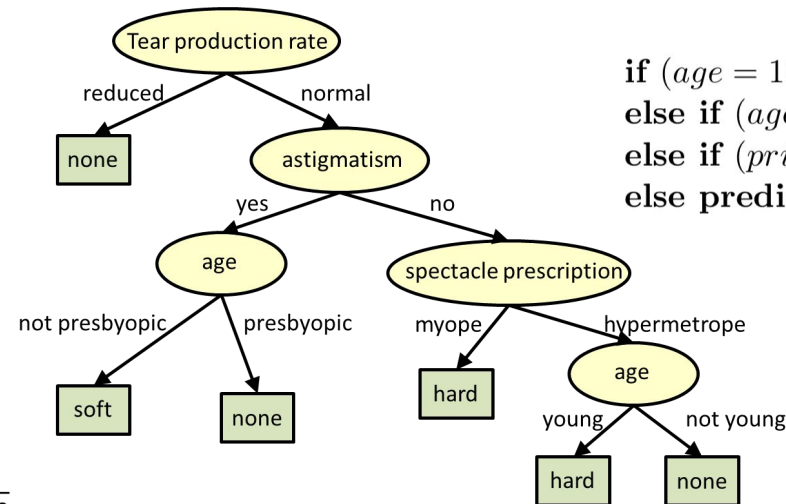 Tear production rate
reduced
normal
none
astigmatism
yes
no
age
spectacle prescription
not presbyopic
presbyopic
myope
hypermetrope
soft
none
hard
age
young
not young
hard
none
if (age = 1
else if (age
else if (pri
else predi